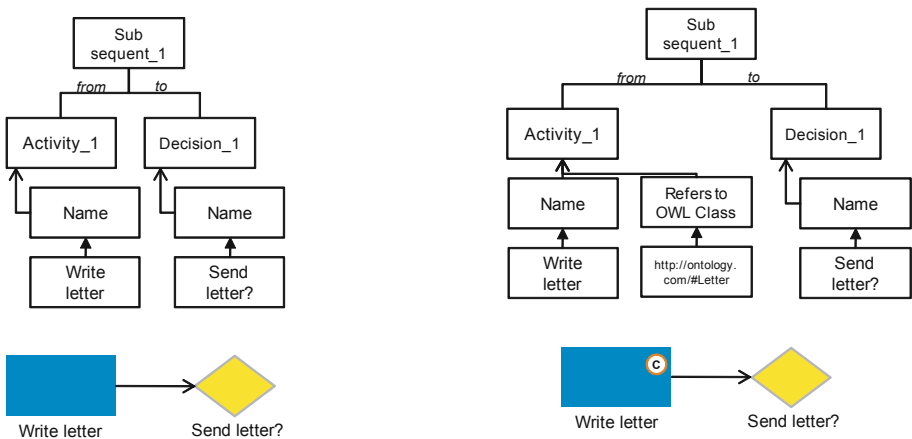 Sub
sequent_1
from
to
Activity_1
Decision_1
Name
Name
Write
letter
Send
letter?
Write letter
Send letter?
Sub
sequent_1
from
to
Activity_1
Decision_1
Name
Refers to
OWL Class
Name
Write
letter
http://ontology.
com/#Letter
Send
letter?
C
Write letter
Send letter?